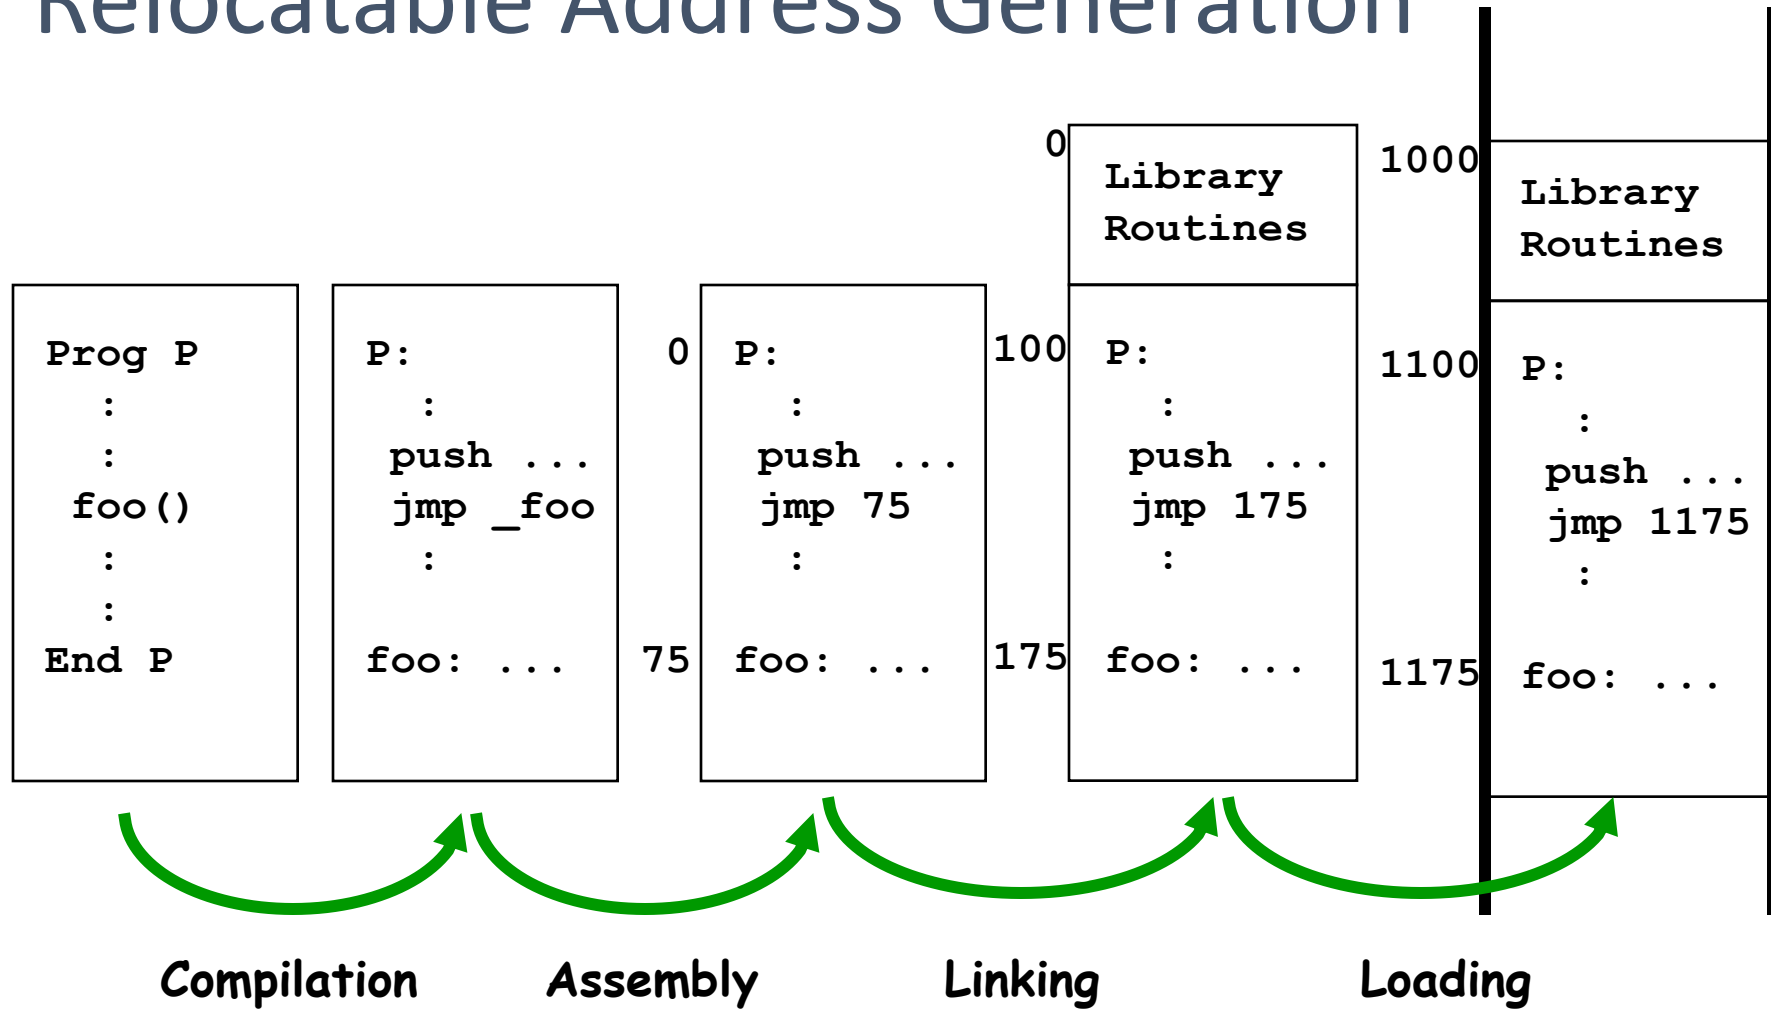 Relocatable Address Generation
Prog P
:
:
foo()
:
:
End P
P:
:
push ...
jmp _foo
:
foo: ...
0
75
P:
:
push ...
jmp 75
:
foo: ...
0
100
175
Library
Routines
P:
:
push ...
jmp 175
:
foo: ...
1000
1100
1175
Library
Routines
P:
:
push ...
jmp 1175
:
foo: ...
Compilation
Assembly
Linking
Loading